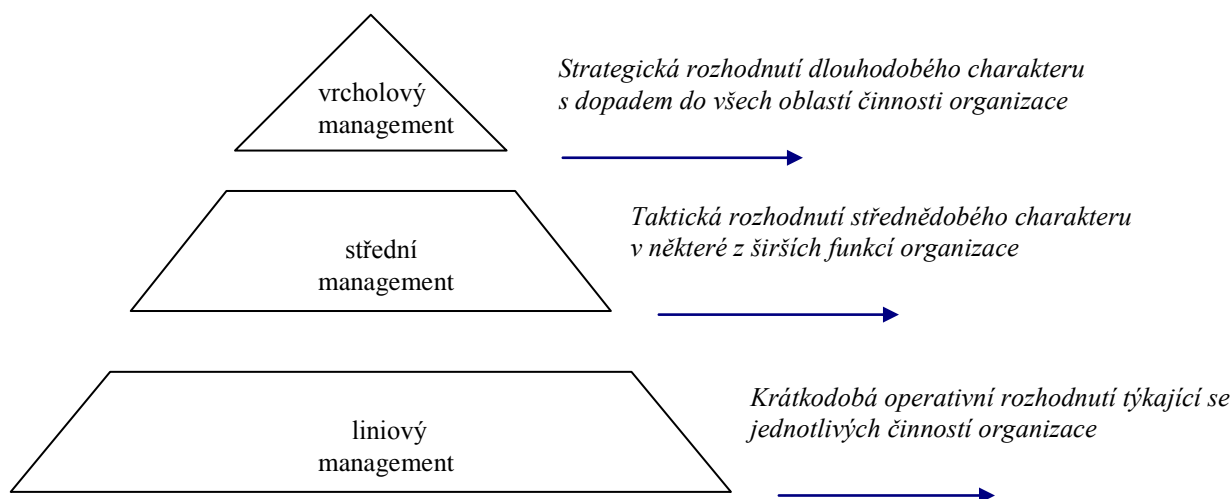 vrcholový
management
Strategická rozhodnutí dlouhodobého charakteru
s dopadem do všech oblastí činnosti organizace
střední
management
Taktická rozhodnutí střednědobého charakteru
v některé z širších funkcí organizace
liniový
management
Krátkodobá operativní rozhodnutí týkající se
jednotlivých činností organizace